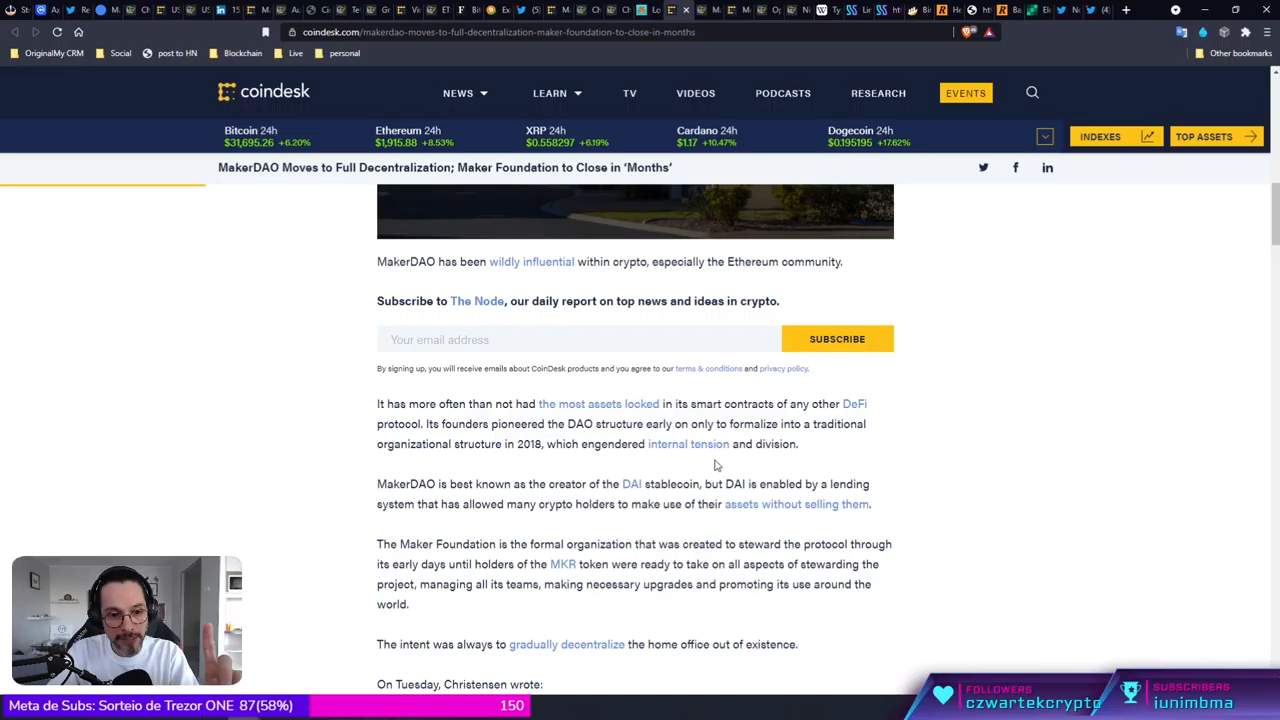 coindesk.com/makerdao-moves-to-full-decentralization-maker-foundation-to-close-in-months
OriginalMy CRM
Social
post to HN
Blockchain
Live
personal
Other bookmarks
coindesk
NEWS
LEARN
TV
VIDEOS
PODCASTS
RESEARCH
EVENTS
Bitcoin 24h
$31,695.26 +6.20%
Ethereum 24h
$1,915.88 +8.53%
XRP 24h
$0.558297 +6.19%
Cardano 24h
$1.17 +10.47%
Dogecoin 24h
$0.195195 +17.62%
INDEXES
TOP ASSETS
MakerDAO Moves to Full Decentralization; Maker Foundation to Close in ‘Months’
MakerDAO has been wildly influential within crypto, especially the Ethereum community.
Subscribe to The Node, our daily report on top news and ideas in crypto.
Your email address
SUBSCRIBE
By signing up, you will receive emails about CoinDesk products and you agree to our terms & conditions and privacy policy.
It has more often than not had the most assets locked in its smart contracts of any other DeFi
protocol. Its founders pioneered the DAO structure early on only to formalize into a traditional
organizational structure in 2018, which engendered internal tension and division.
MakerDAO is best known as the creator of the DAI stablecoin, but DAI is enabled by a lending
system that has allowed many crypto holders to make use of their assets without selling them.
The Maker Foundation is the formal organization that was created to steward the protocol through
its early days until holders of the MKR token were ready to take on all aspects of stewarding the
project, managing all its teams, making necessary upgrades and promoting its use around the
world.
The intent was always to gradually decentralize the home office out of existence.
On Tuesday, Christensen wrote:
Meta de Subs: Sorteio de Trezor ONE 87(58%)
150
FOLLOWERS
czwartekcrypto
SUBSCRIBERS
junimbma